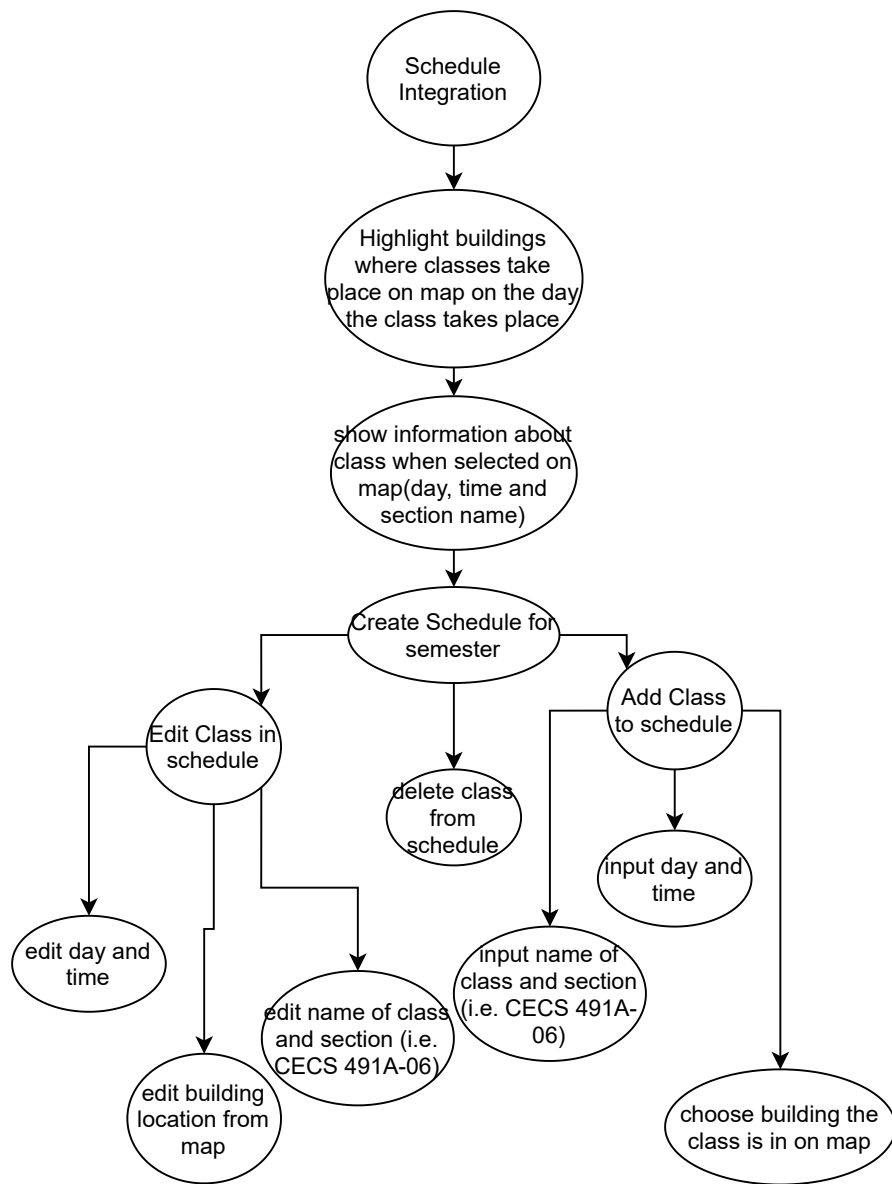 Schedule
Integration
Highlight buildings
where classes take
place on map on the day
the class takes place
show information about
class when selected on
map(day, time and
section name)
Create Schedule for
semester
Edit Class in
schedule
Add Class
to schedule
delete class
from
schedule
input day and
time
edit day and
time
input name of
class and section
(i.e. CECS 491A-
06)
edit name of class
and section (i.e.
CECS 491A-06)
edit building
location from
map
choose building the
class is in on map